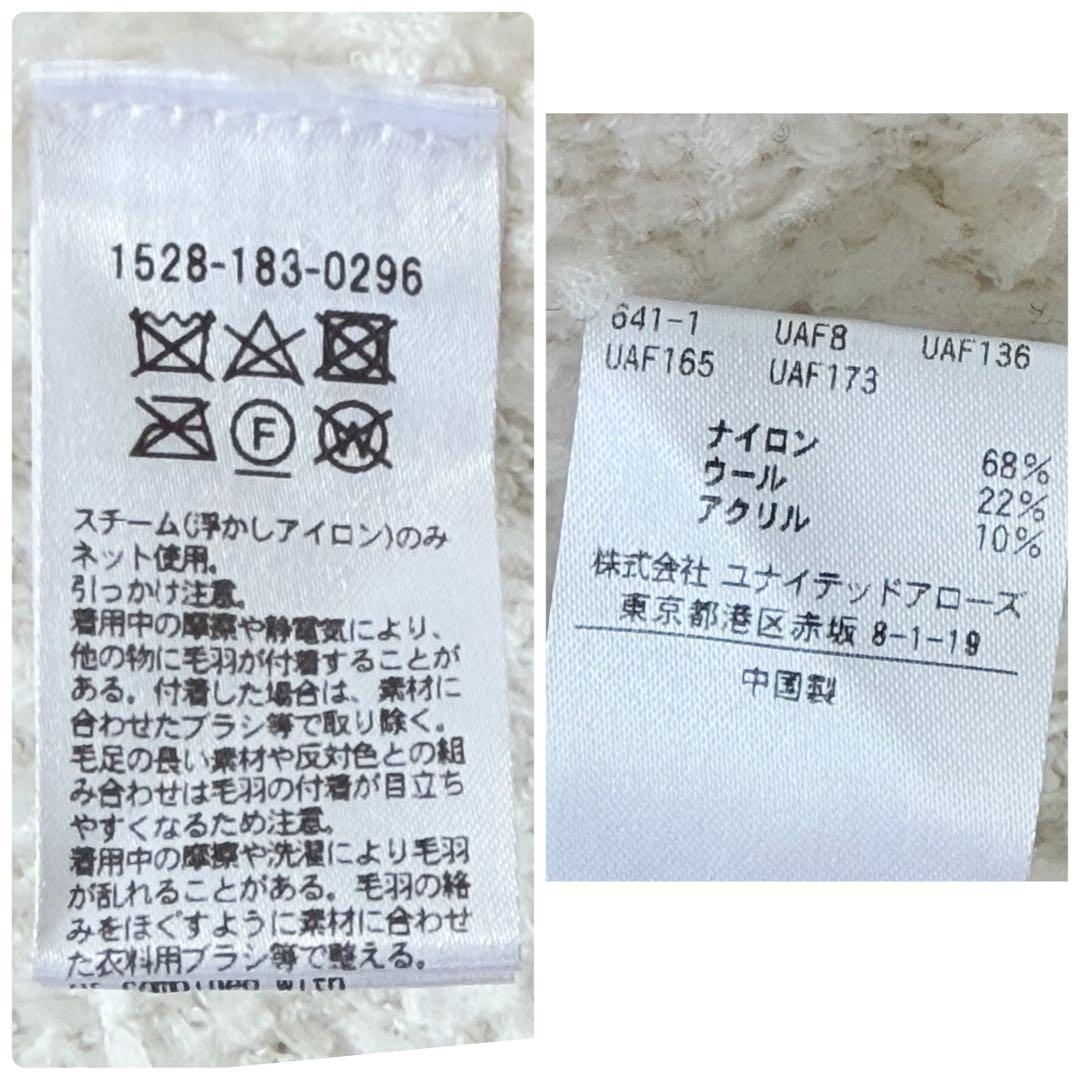 1528-183-0296
F
W
スチーム(浮かしアイロン)のみ
ネット使用。
引っかけ注意。
着用中の摩擦や静電気により、
他の物に毛羽が付着することが
ある。付着した場合は、素材に
合わせたブラシ等で取り除く。
毛足の長い素材や反対色との組
み合わせは毛羽の付着が目立ち
やすくなるため注意。
着用中の摩擦や洗濯により毛羽
が乱れることがある。毛羽の絡
みをほぐすように素材に合わせ
た衣料用ブラシ等で整える。
641-1 UAF8 UAF136
UAF165 UAF173
ナイロン 68%
ウール 22%
アクリル 10%
株式会社 ユナイテッドアローズ
東京都港区赤坂 8-1-19
中国製